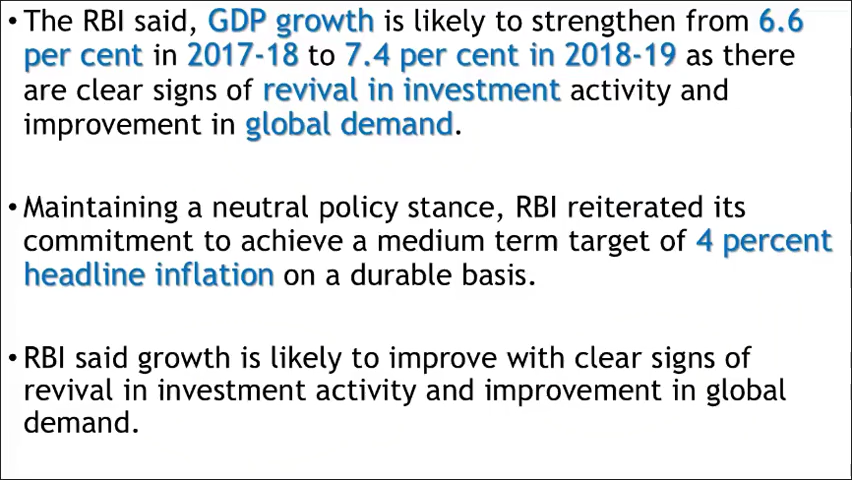 • The RBI said, GDP growth is likely to strengthen from 6.6
per cent in 2017-18 to 7.4 per cent in 2018-19 as there
are clear signs of revival in investment activity and
improvement in global demand.
• Maintaining a neutral policy stance, RBI reiterated its
commitment to achieve a medium term target of 4 percent
headline inflation on a durable basis.
• RBI said growth is likely to improve with clear signs of
revival in investment activity and improvement in global
demand.